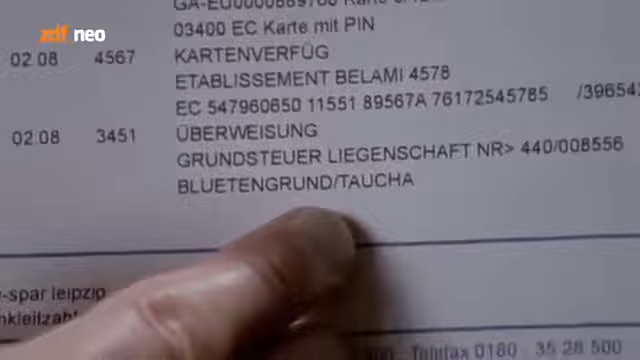 zdf neo
03400 EC Karte mit PIN
02.08 4567 KARTENVERFÜG
ETABLISSEMENT BELAMI 4578
EC 547960650 11551 89567A 76172545785
02.08 3451 ÜBERWEISUNG
GRUNDSTEUER LIEGENSCHAFT NR> 440/008556
BLUETENGRUND/TAUCHA
-spar leipzig
Telefax 0180 . 35 28 500